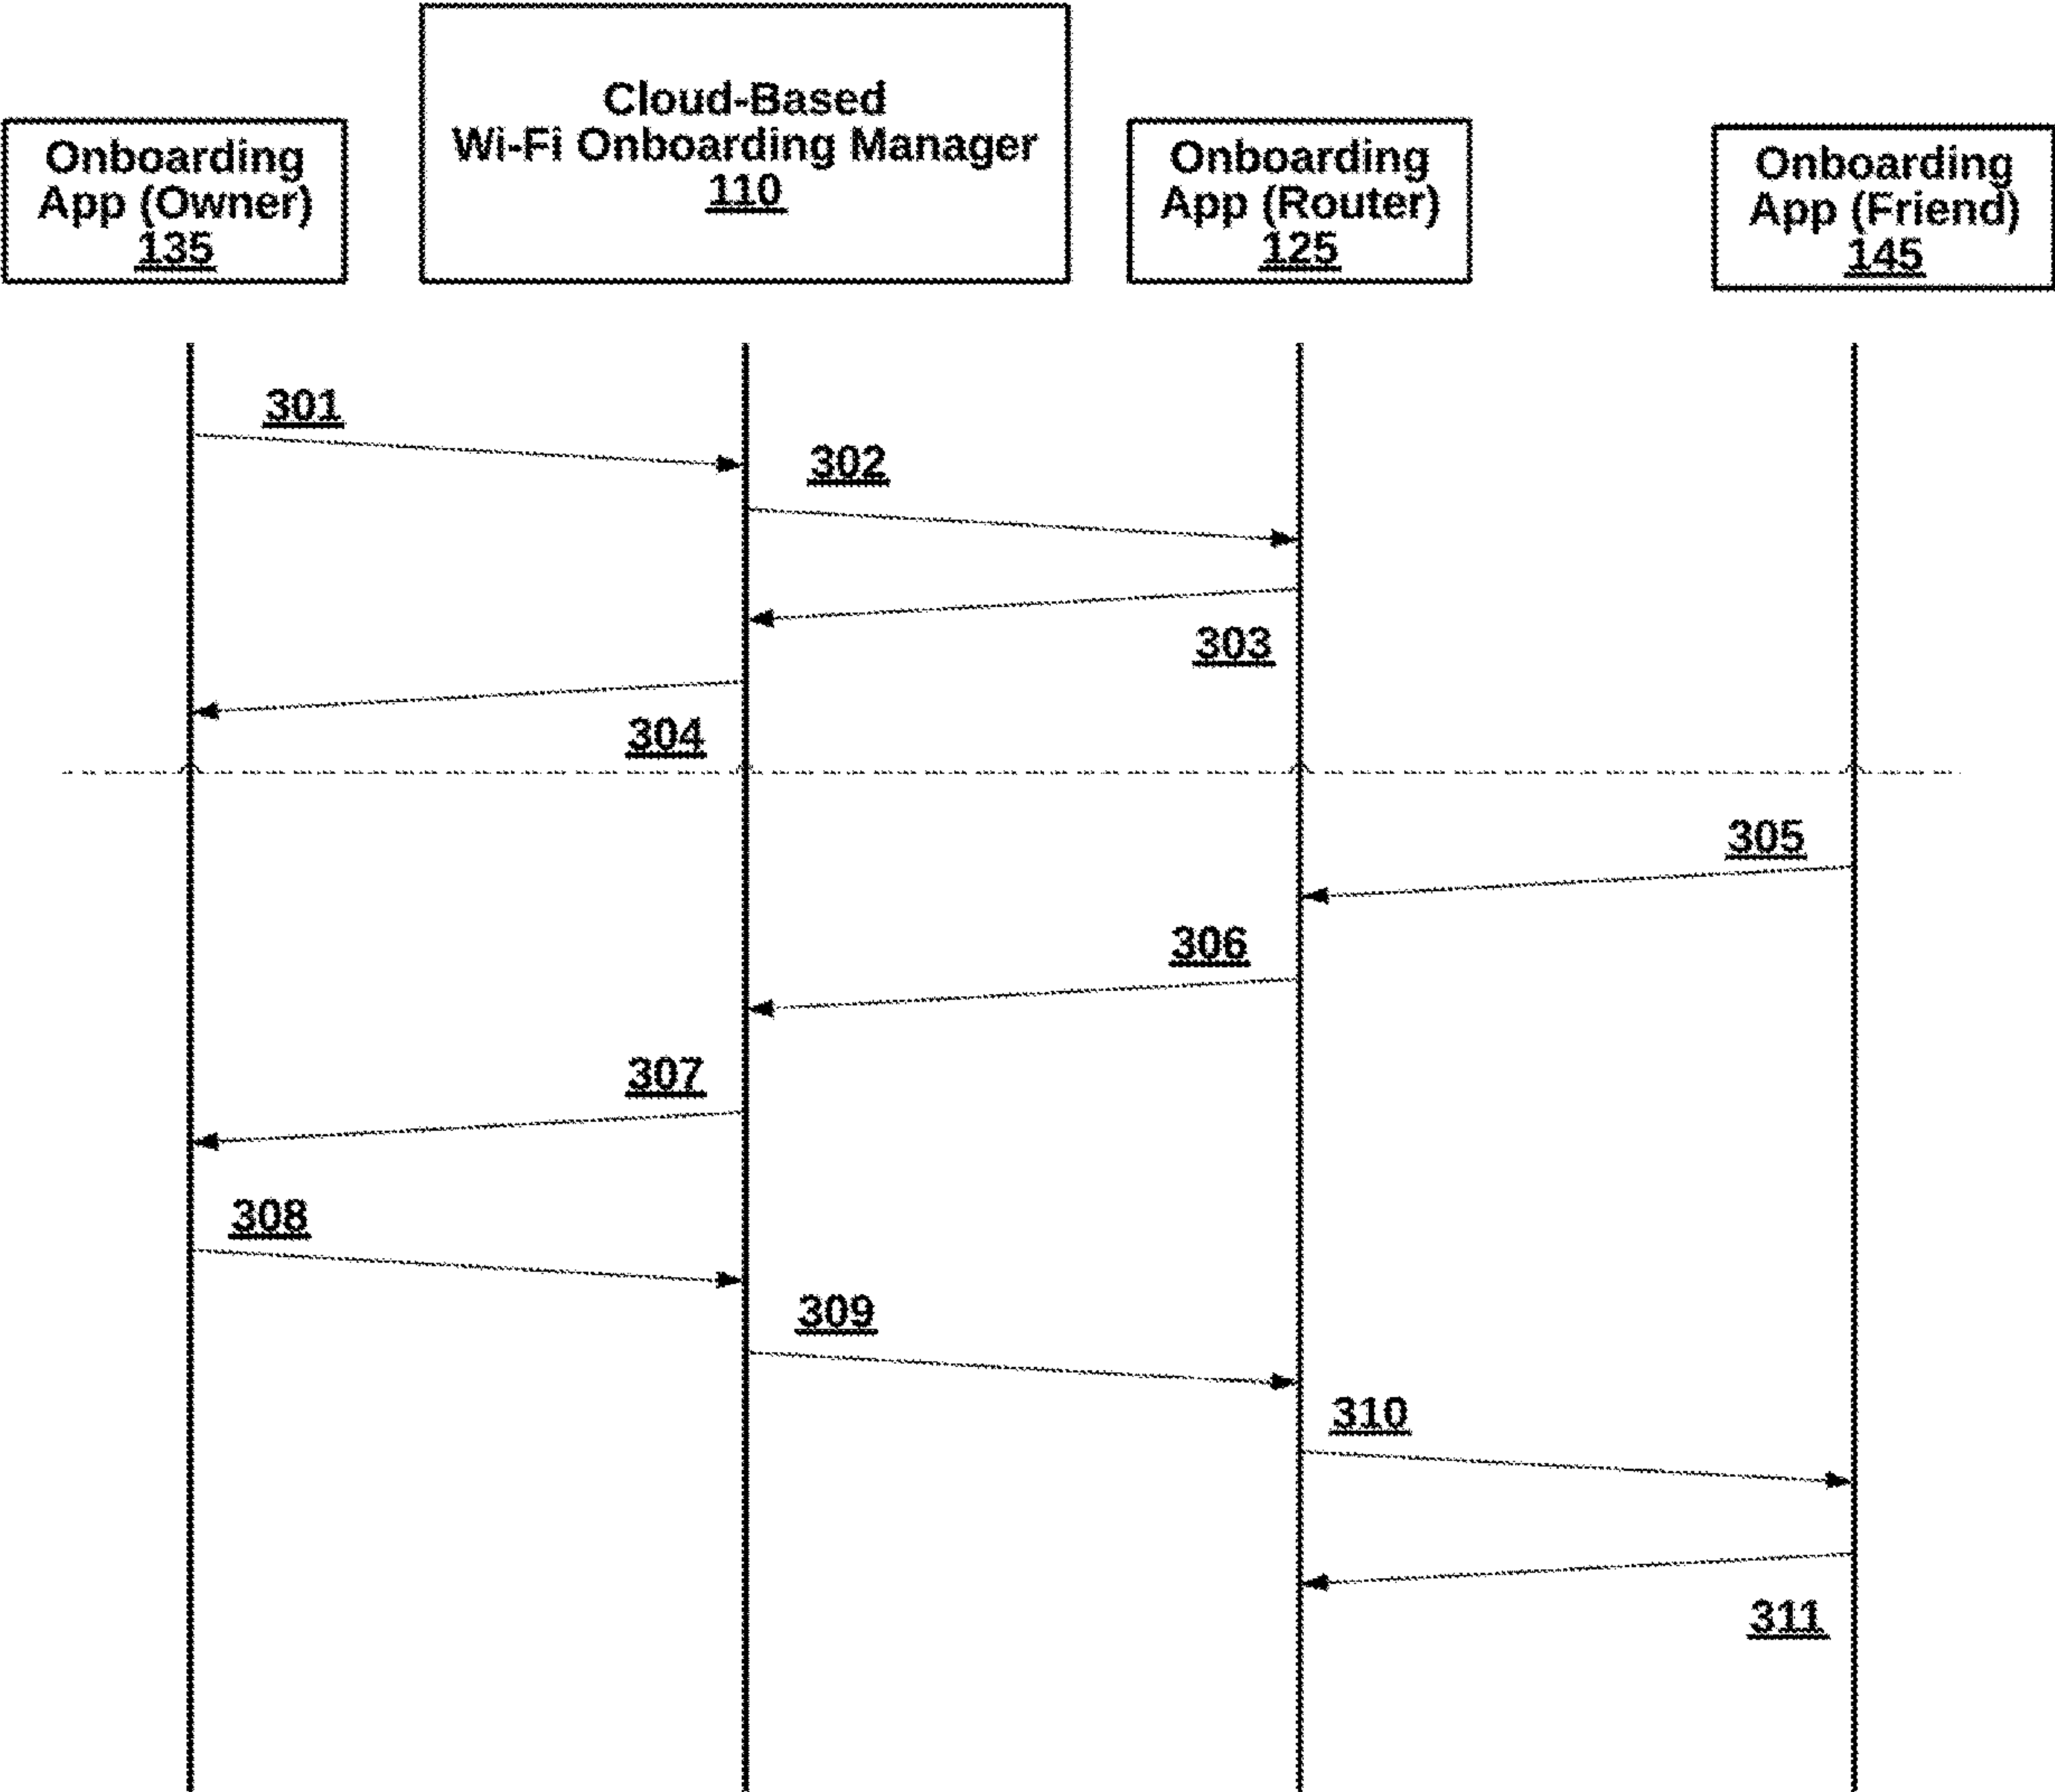 Cloud-Based
Wi-Fi Onboarding Manager
110
Onboarding
App (Owner)
135
Onboarding
App (Router)
125
Onboarding
App (Friend)
145
301
302
303
304
305
306
307
308
309
310
311